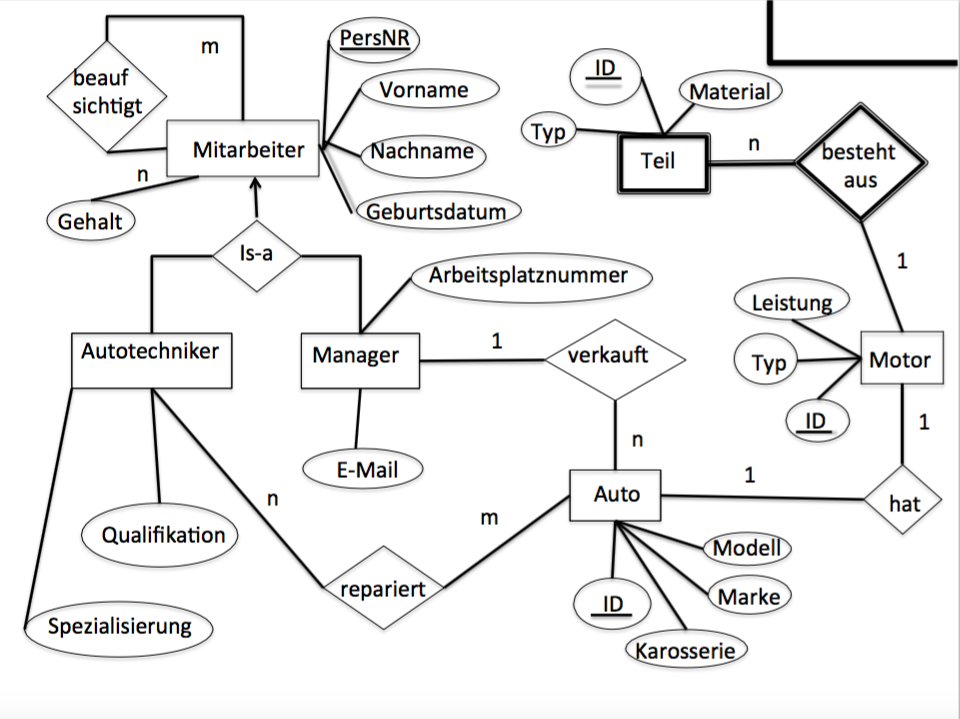 m
beauf
sichtigt
n
Mitarbeiter
PersNR
Vorname
Nachname
Geburtsdatum
Gehalt
Is-a
Autotechniker
Manager
Arbeitsplatznummer
E-Mail
Qualifikation
Spezialisierung
n
repariert
m
1
verkauft
n
Auto
ID
Modell
Marke
Karosserie
1
hat
1
Motor
Leistung
Typ
ID
1
besteht
aus
n
Teil
ID
Typ
Material